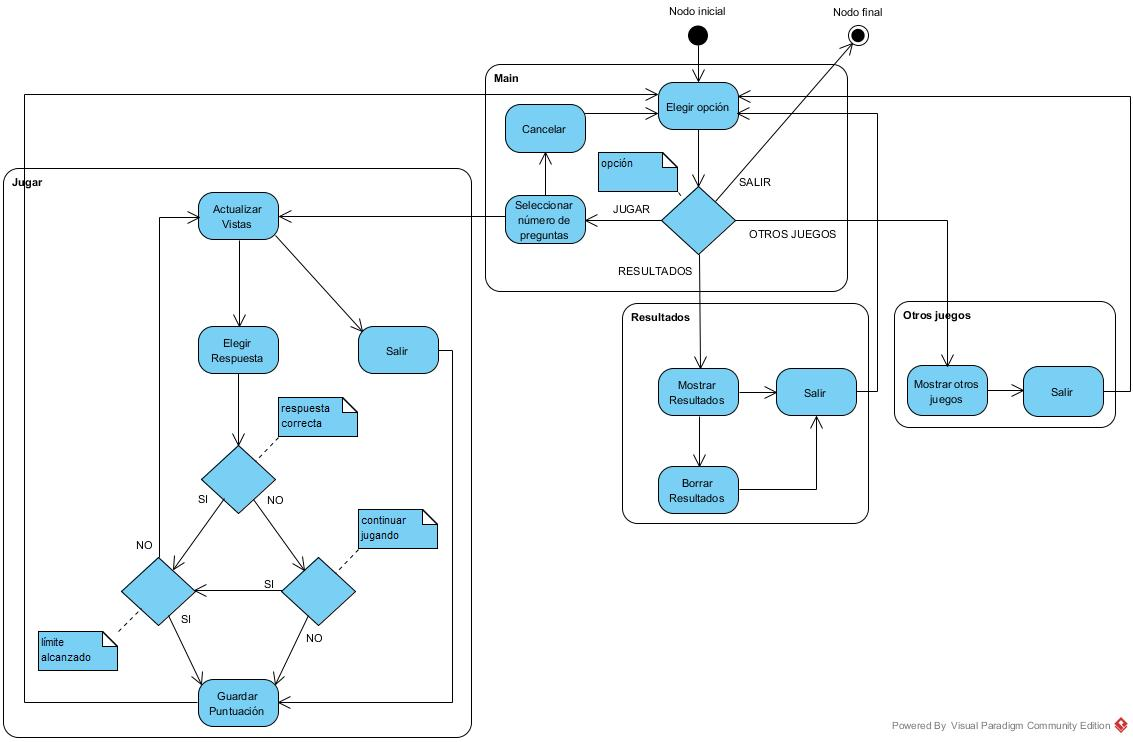 Nodo inicial
Nodo final
Main
Elegir opción
Cancelar
opción
SALIR
Jugar
Actualizar
Vistas
Seleccionar
número de
preguntas
JUGAR
OTROS JUEGOS
RESULTADOS
Resultados
Otros juegos
Elegir
Respuesta
Salir
Mostrar
Resultados
Salir
Mostrar otros
juegos
Salir
respuesta
correcta
Borrar
Resultados
SI
NO
continuar
jugando
NO
SI
SI
NO
límite
alcanzado
Guardar
Puntuación
Powered By Visual Paradigm Community Edition